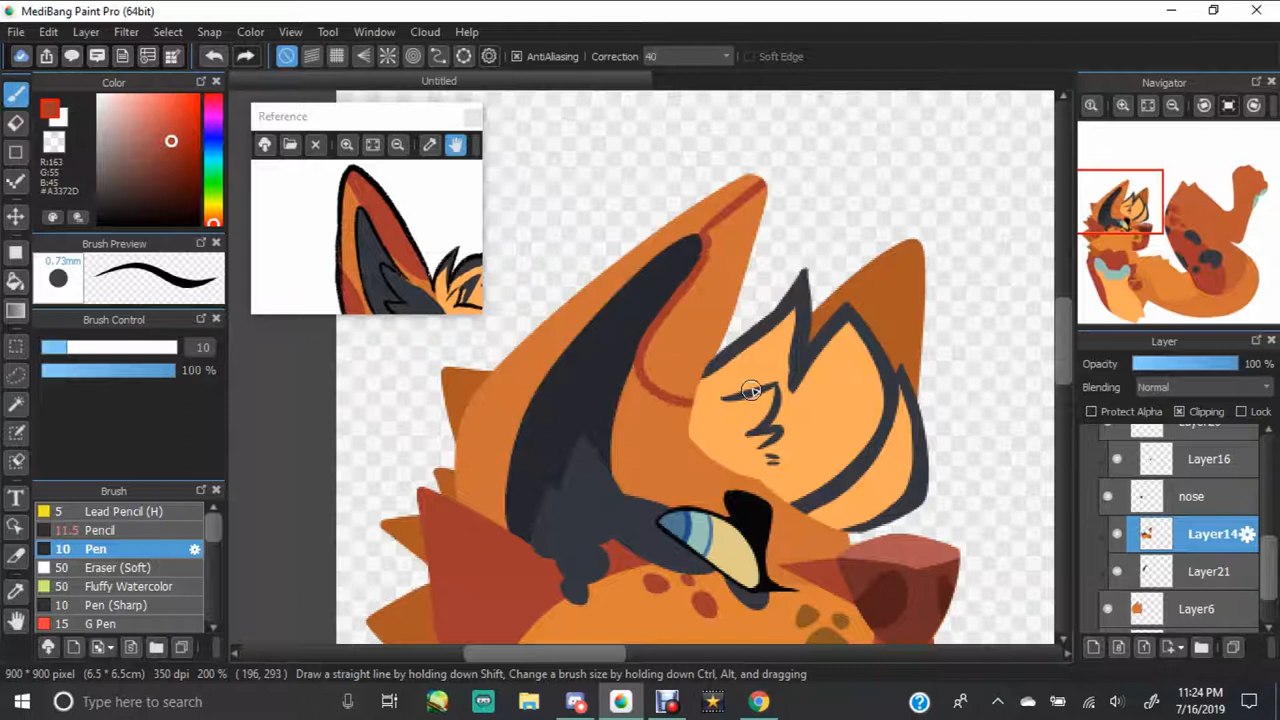 MediBang Paint Pro (64bit)
File Edit Layer Filter Select Snap Color View Tool Window Cloud Help
AntiAliasing Correction 40 Soft Edge
Color
Untitled
Navigator
Reference
R:163
G:55
B:45
#A3372D
Brush Preview
0.73mm
Brush Control
10
100 %
Layer
Opacity 100 %
Blending Normal
Protect Alpha Clipping Lock
Layer16
nose
Layer14
Layer21
Layer6
Brush
5 Lead Pencil (H)
11.5 Pencil
10 Pen
50 Eraser (Soft)
50 Fluffy Watercolor
10 Pen (Sharp)
15 G Pen
900 * 900 pixel (6.5 * 6.5cm) 350 dpi 200 % ( 196, 293 ) Draw a straight line by holding down Shift, Change a brush size by holding down Ctrl, Alt, and dragging
Type here to search
11:24 PM
7/16/2019